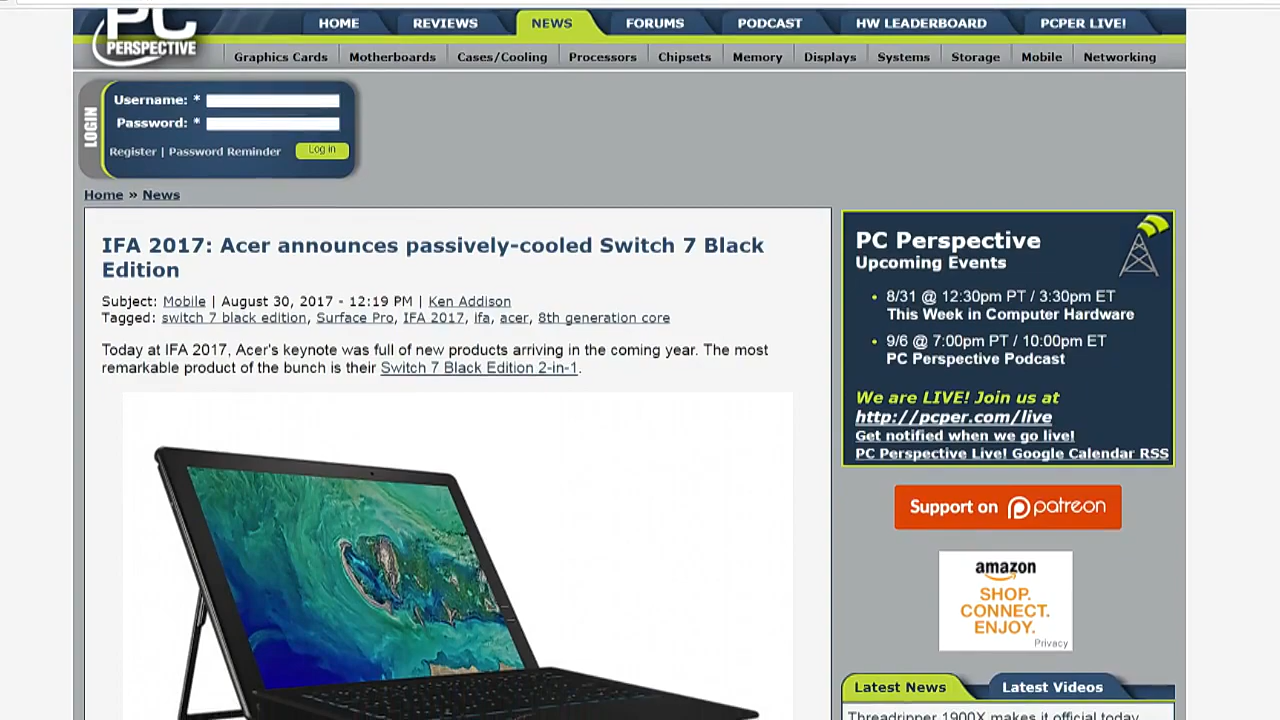 PC
PERSPECTIVE
HOME
REVIEWS
NEWS
FORUMS
PODCAST
HW LEADERBOARD
PCPER LIVE!
Graphics Cards
Motherboards
Cases/Cooling
Processors
Chipsets
Memory
Displays
Systems
Storage
Mobile
Networking
LOGIN
Username: *
Password: *
Register | Password Reminder
Log in
Home » News
IFA 2017: Acer announces passively-cooled Switch 7 Black
Edition
Subject: Mobile | August 30, 2017 - 12:19 PM | Ken Addison
Tagged: switch 7 black edition, Surface Pro, IFA 2017, ifa, acer, 8th generation core
Today at IFA 2017, Acer's keynote was full of new products arriving in the coming year. The most
remarkable product of the bunch is their Switch 7 Black Edition 2-in-1.
PC Perspective
Upcoming Events
• 8/31 @ 12:30pm PT / 3:30pm ET
This Week in Computer Hardware
• 9/6 @ 7:00pm PT / 10:00pm ET
PC Perspective Podcast
We are LIVE! Join us at
http://pcper.com/live
Get notified when we go live!
PC Perspective Live! Google Calendar RSS
Support on patreon
amazon
SHOP.
CONNECT.
ENJOY.
Privacy
Latest News
Latest Videos
Threadripper 1900X makes it official today